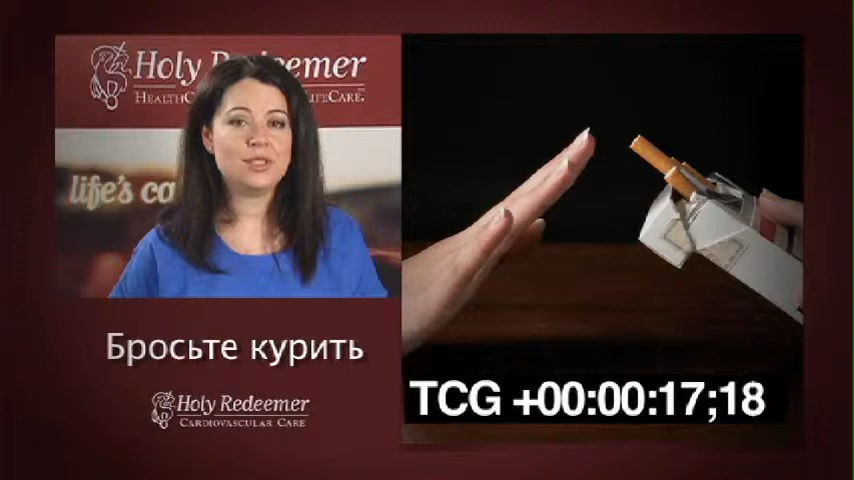 Holy Redeemer
life's ca
Бросьте курить
Holy Redeemer
CARDIOVASCULAR CARE
TCG +00:00:17;18